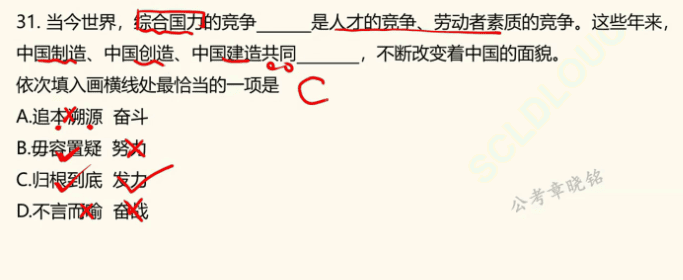 31. 当今世界，综合国力的竞争______是人才的竞争、劳动者素质的竞争。这些年来，
中国制造、中国创造、中国建造共同_______，不断改变着中国的面貌。
依次填入画横线处最恰当的一项是
C
A.追本溯源 奋斗
B.毋容置疑 努力
C.归根到底 发力
D.不言而喻 奋战
公考章晓铭
SCLDLOUG